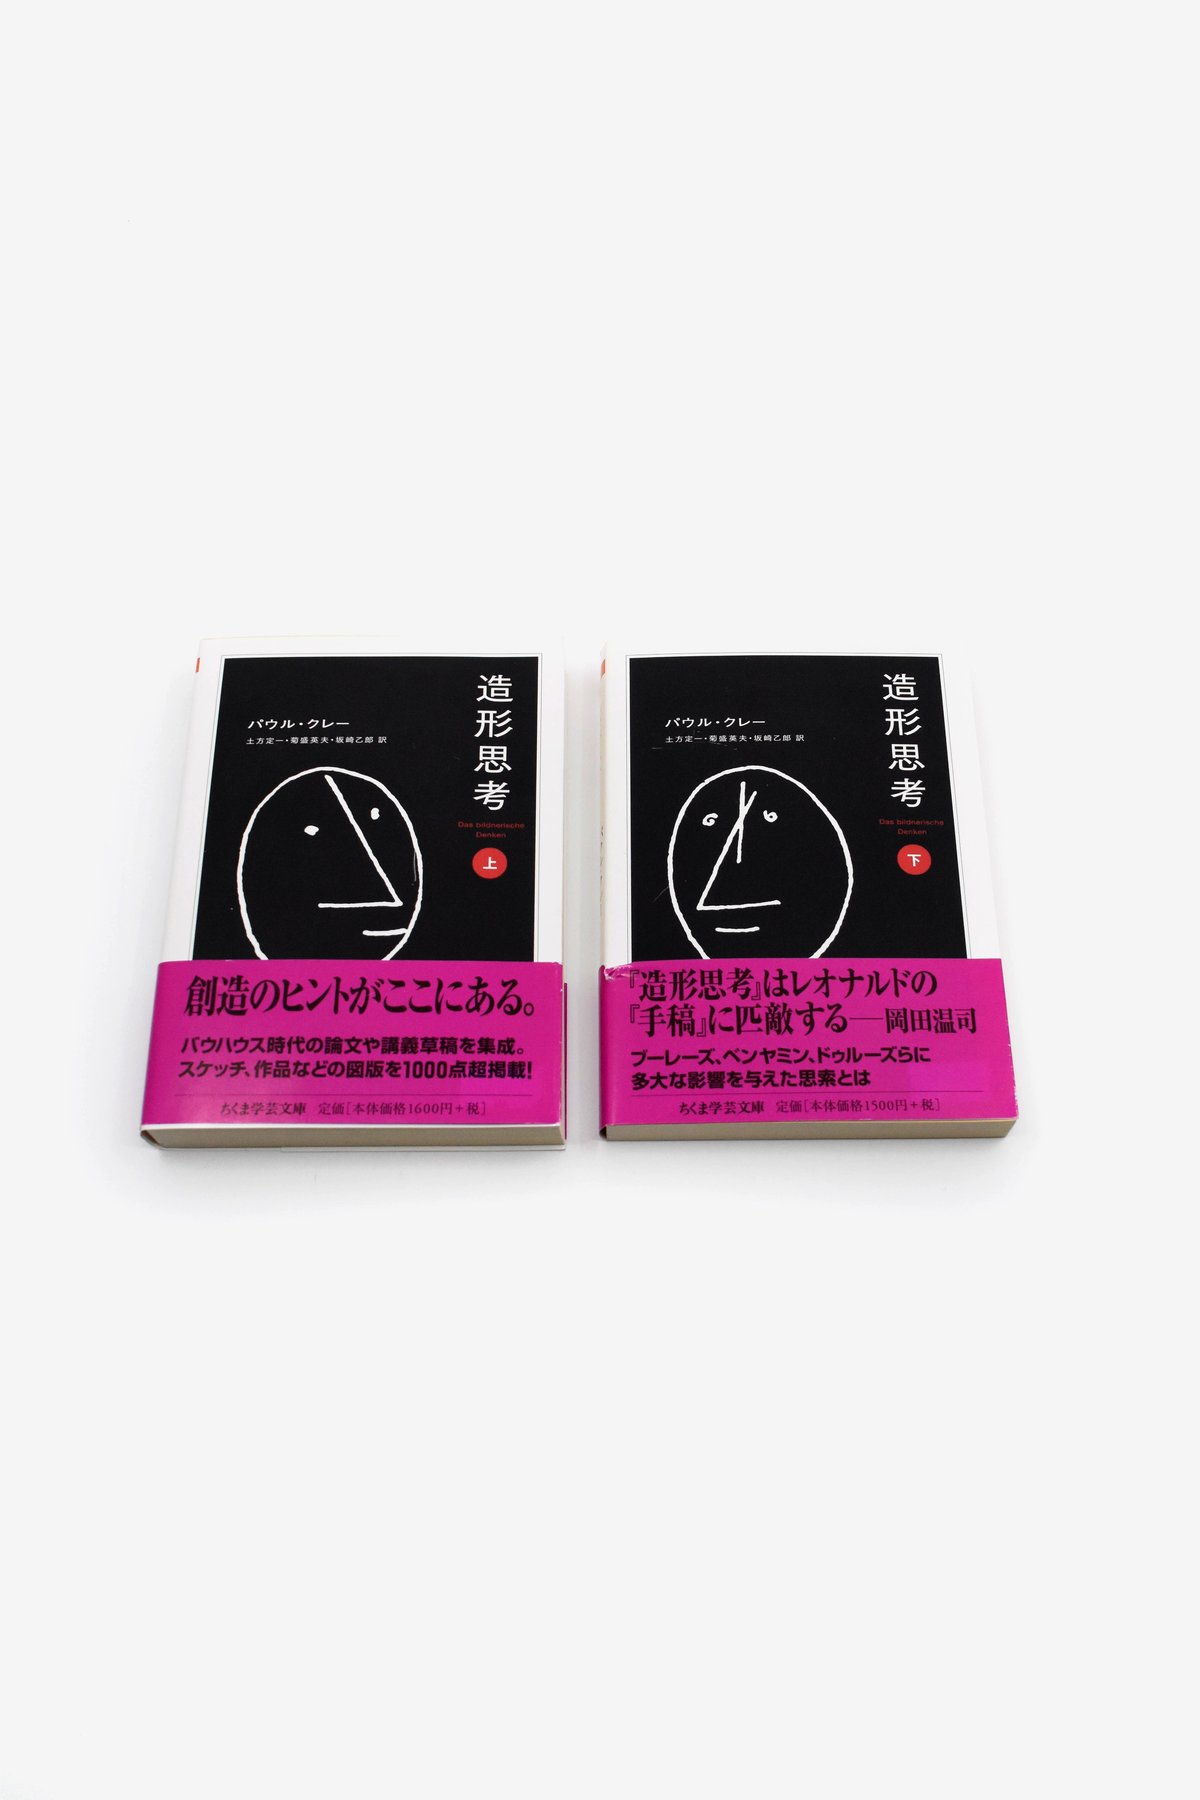 造形思考
パウル・クレー
土方定一・菊盛英夫・坂崎乙郎 訳
Das bildnerische
Denken
上
創造のヒントがここにある。
バウハウス時代の論文や講義草稿を集成。
スケッチ、作品などの図版を1000点超掲載!
ちくま学芸文庫 定価[本体価格1600円+税]
造形思考
パウル・クレー
土方定一・菊盛英夫・坂崎乙郎 訳
Das bildnerische
Denken
下
『造形思考』はレオナルドの
『手稿』に匹敵する──岡田温司
ブーレーズ、ベンヤミン、ドゥルーズらに
多大な影響を与えた思索とは
ちくま学芸文庫 定価[本体価格1500円+税]